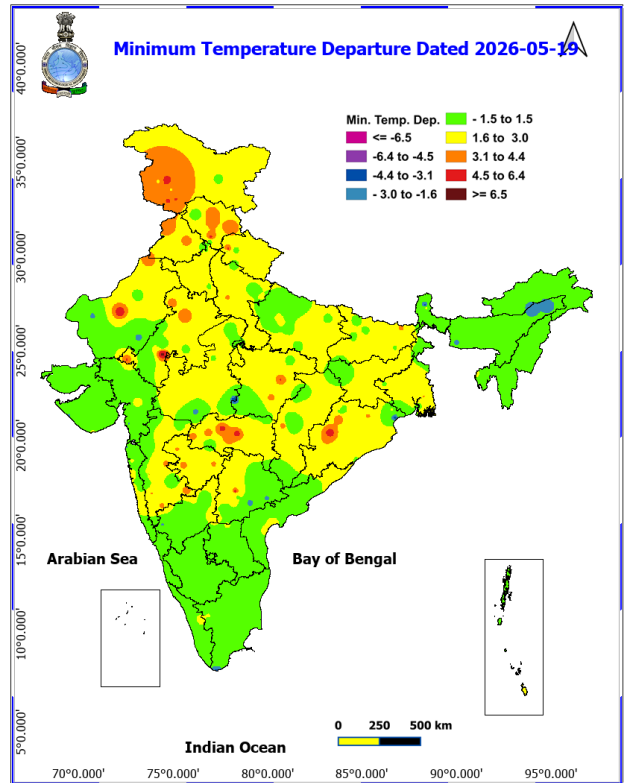 Minimum Temperature Departure Dated 2026-05-19
Min. Temp. Dep.
<= -6.5
-6.4 to -4.5
-4.4 to -3.1
- 3.0 to -1.6
- 1.5 to 1.5
1.6 to 3.0
3.1 to 4.4
4.5 to 6.4
>= 6.5
40°0.000'
35°0.000'
30°0.000'
25°0.000'
20°0.000'
15°0.000'
10°0.000'
5°0.000'
Arabian Sea
Bay of Bengal
Indian Ocean
0 250 500 km
70°0.000' 75°0.000' 80°0.000' 85°0.000' 90°0.000' 95°0.000'